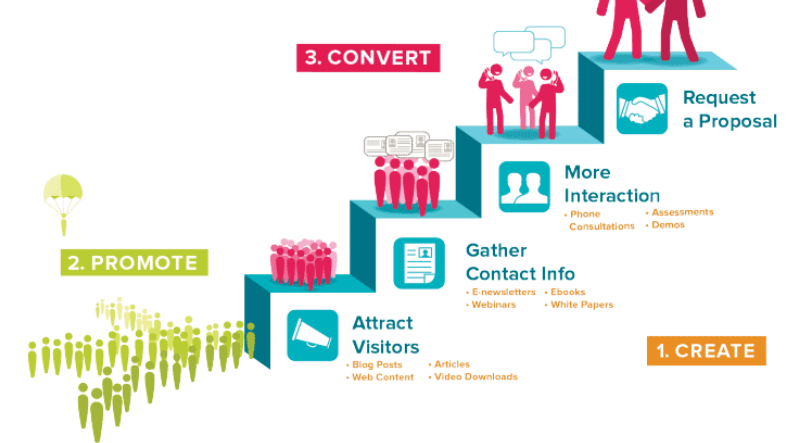 3. CONVERT
Request
a Proposal
More
Interaction
• Phone
Consultations
• Assessments
• Demos
2. PROMOTE
Gather
Contact Info
• E-newsletters
• Webinars
• Ebooks
• White Papers
Attract
Visitors
• Blog Posts
• Web Content
• Articles
• Video Downloads
1. CREATE